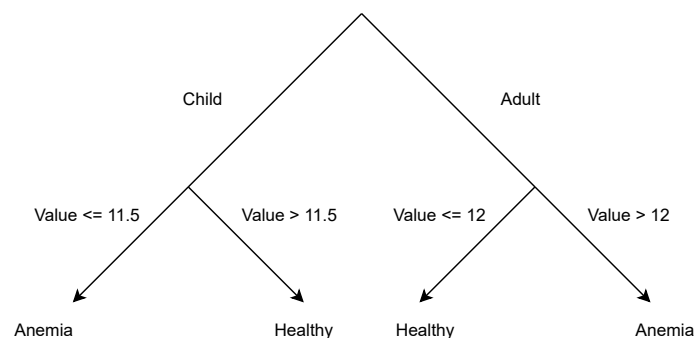 Child
Adult
Value <= 11.5
Value > 11.5
Value <= 12
Value > 12
Anemia
Healthy
Healthy
Anemia